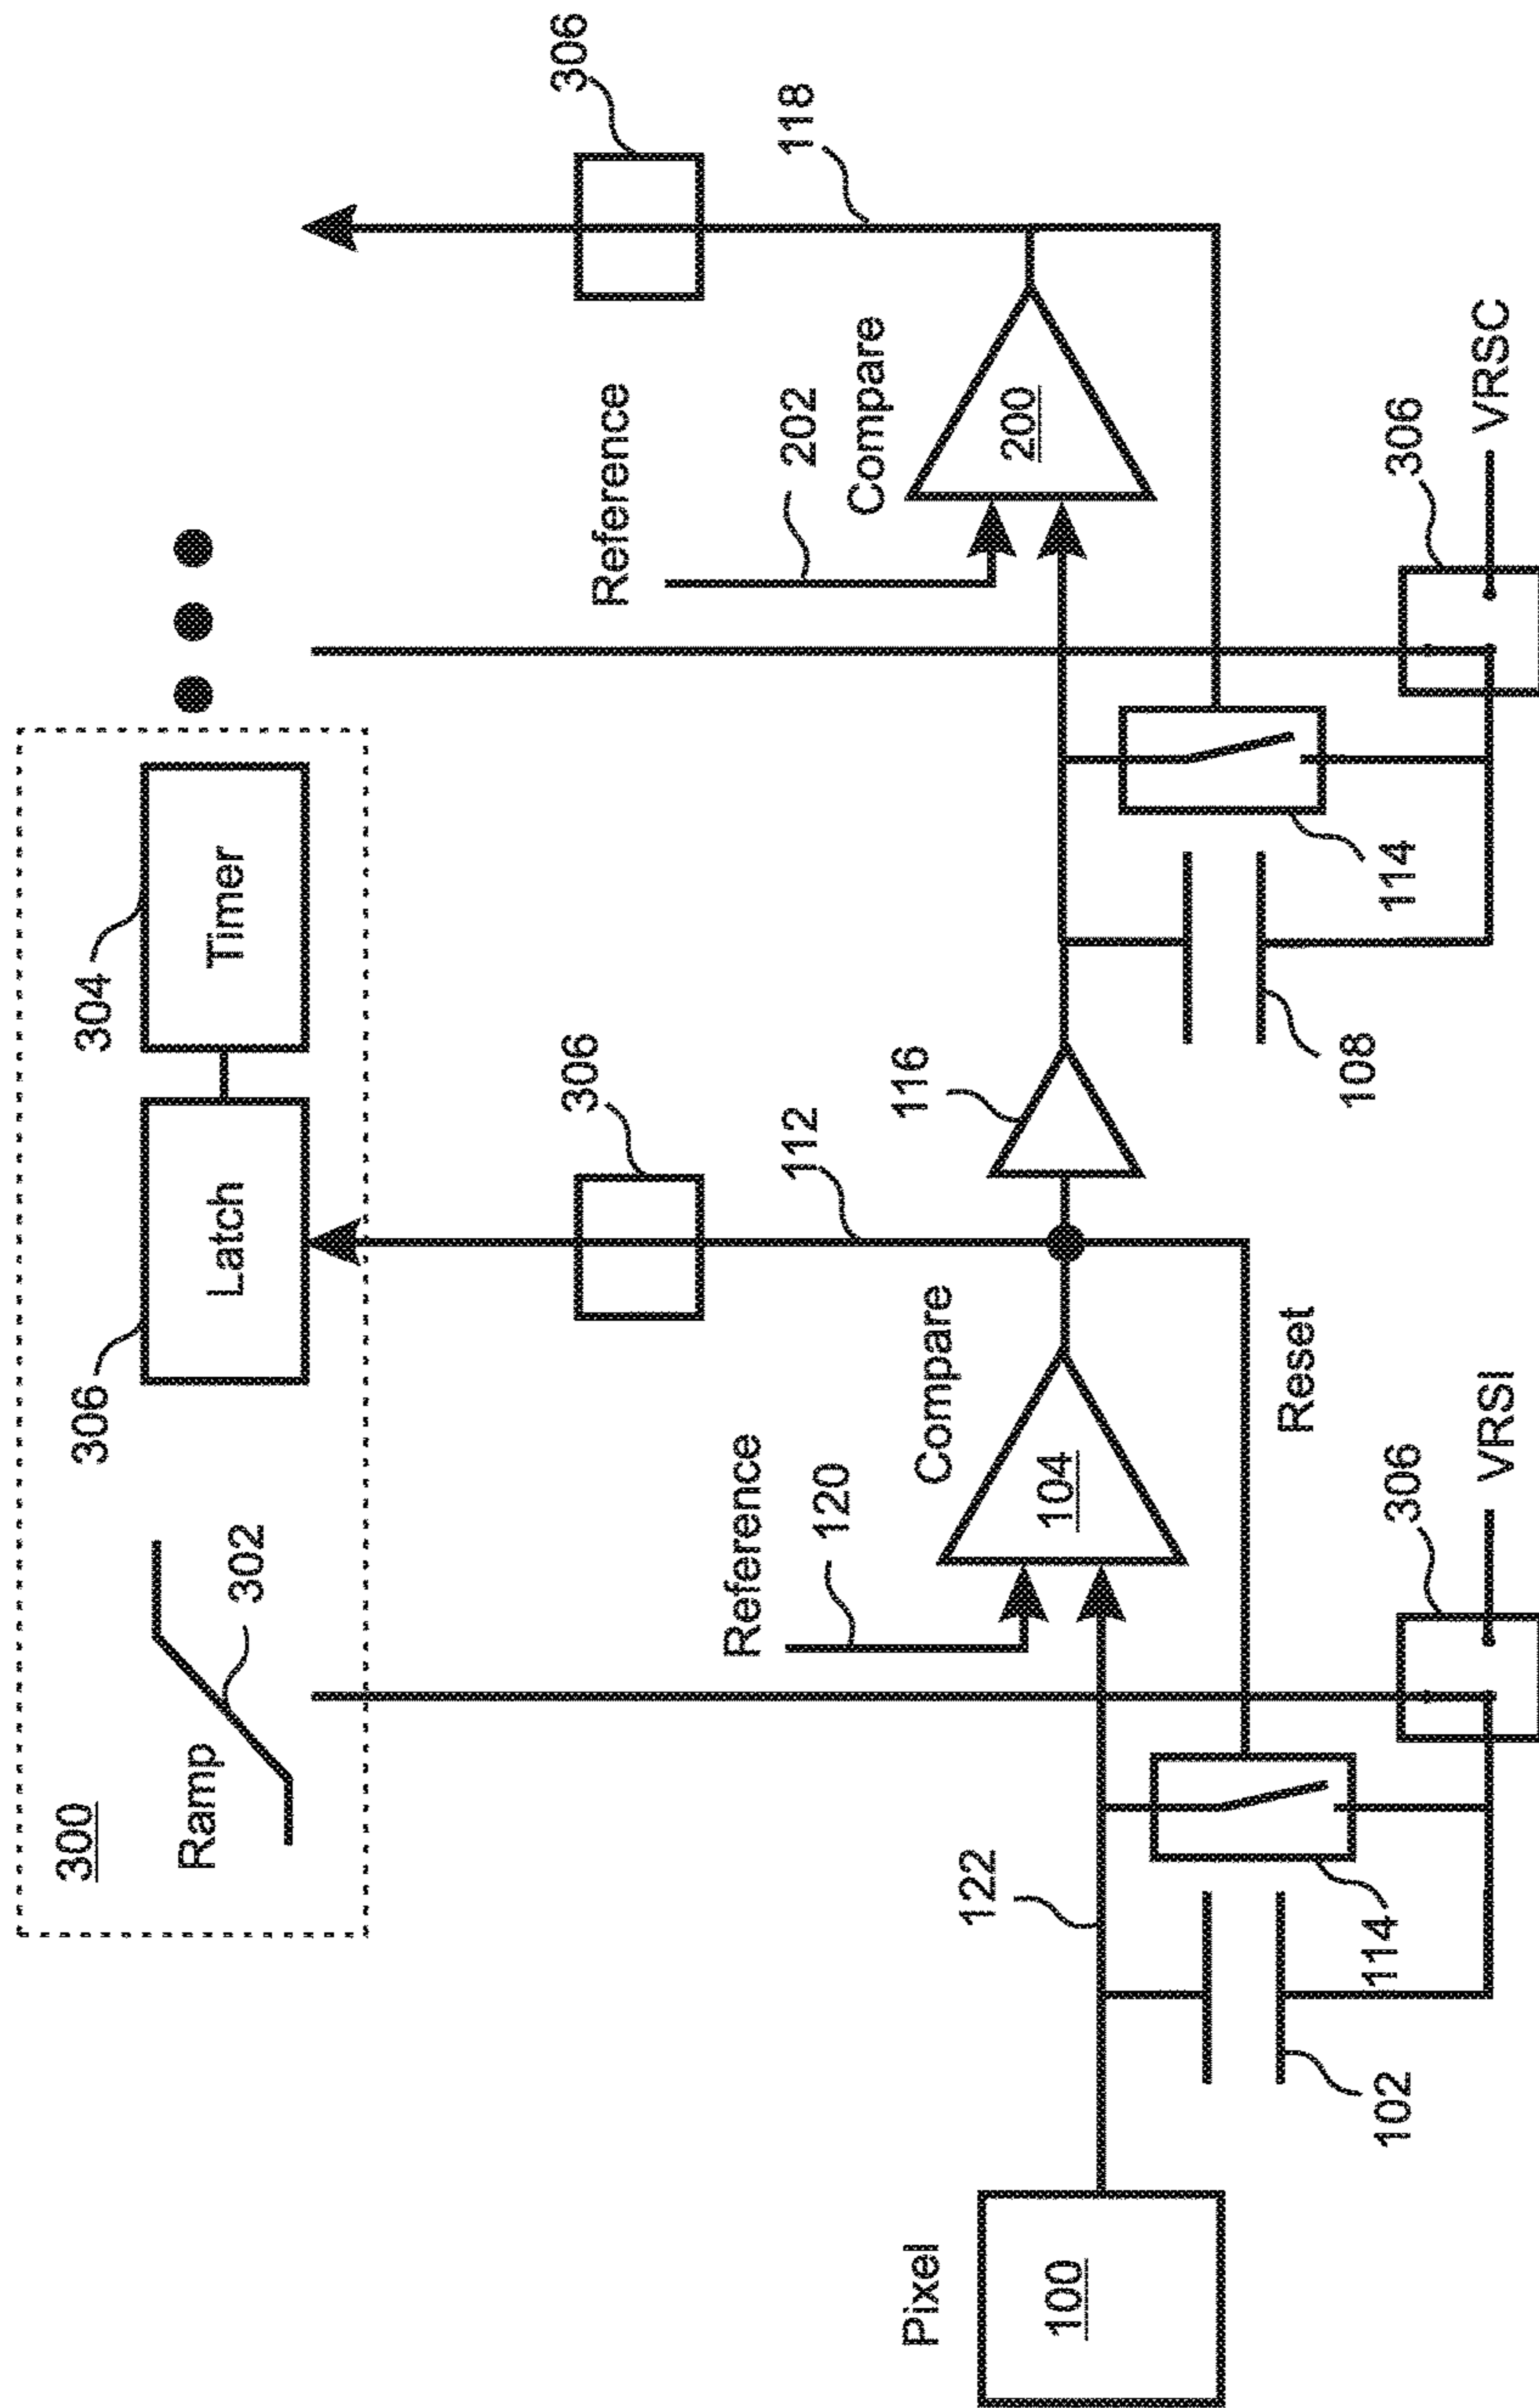 300
Ramp
302
306
Latch
304
Timer
306
306
Reference
120
Compare
104
112
116
Reference
202
Compare
200
118
Pixel
100
122
102
114
Reset
306
VRSI
108
114
306
VRSC